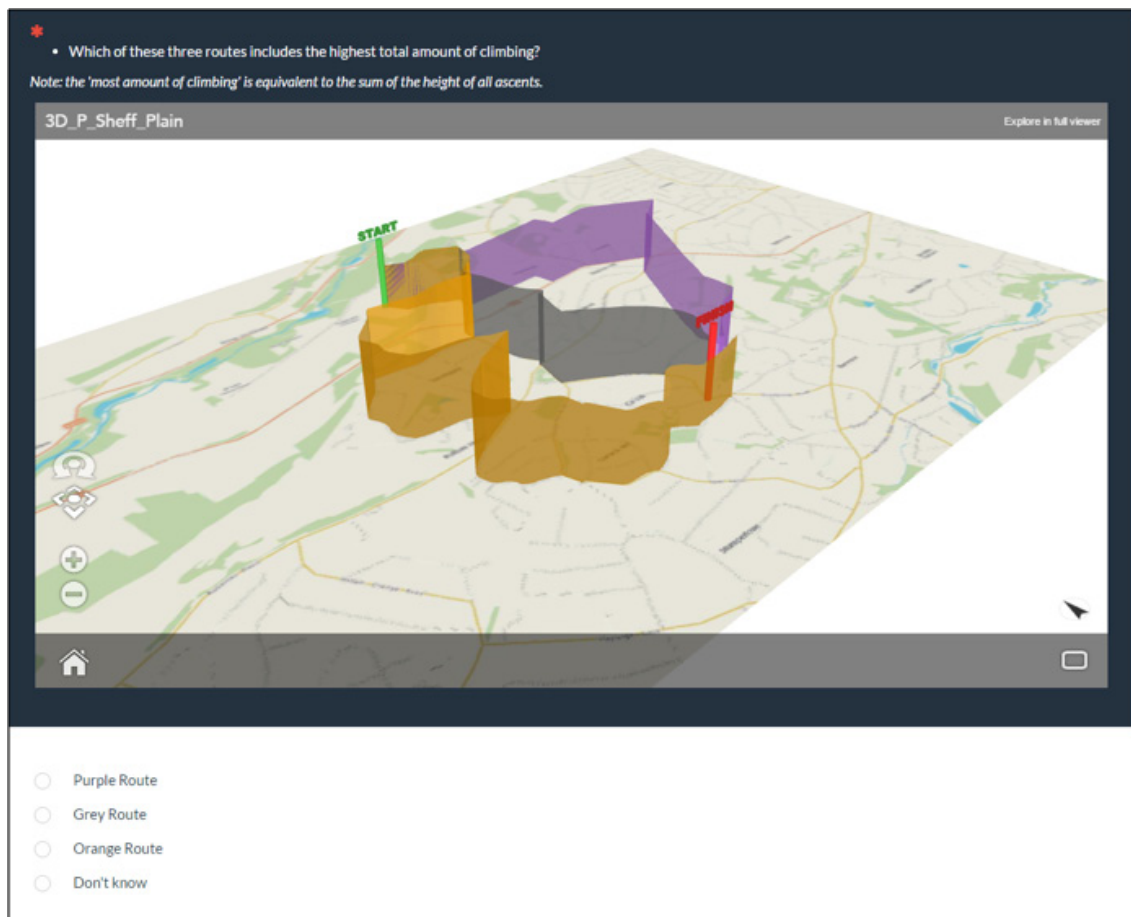 *
• Which of these three routes includes the highest total amount of climbing?
Note: the 'most amount of climbing' is equivalent to the sum of the height of all ascents.
3D_P_Sheff_Plain
Explore in full viewer
START
Purple Route
Grey Route
Orange Route
Don't know